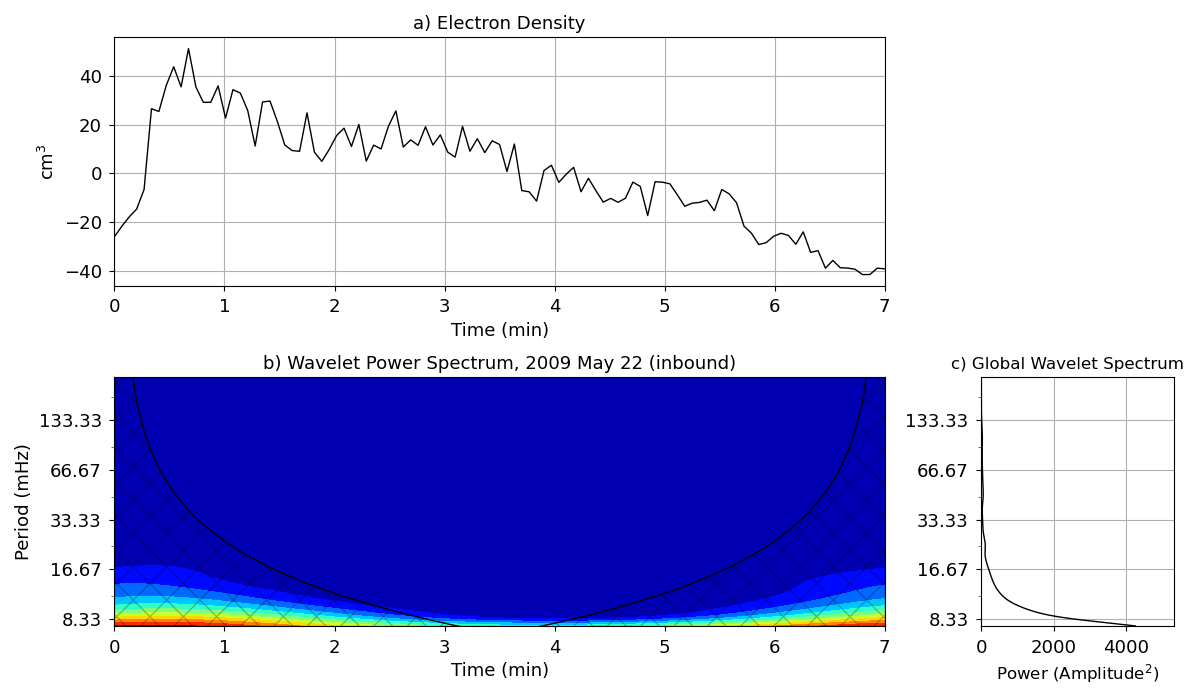 a) Electron Density
cm³
40
20
0
−20
−40
0 1 2 3 4 5 6 7
Time (min)
b) Wavelet Power Spectrum, 2009 May 22 (inbound)
Period (mHz)
133.33
66.67
33.33
16.67
8.33
0 1 2 3 4 5 6 7
Time (min)
c) Global Wavelet Spectrum
133.33
66.67
33.33
16.67
8.33
0 2000 4000
Power (Amplitude²)